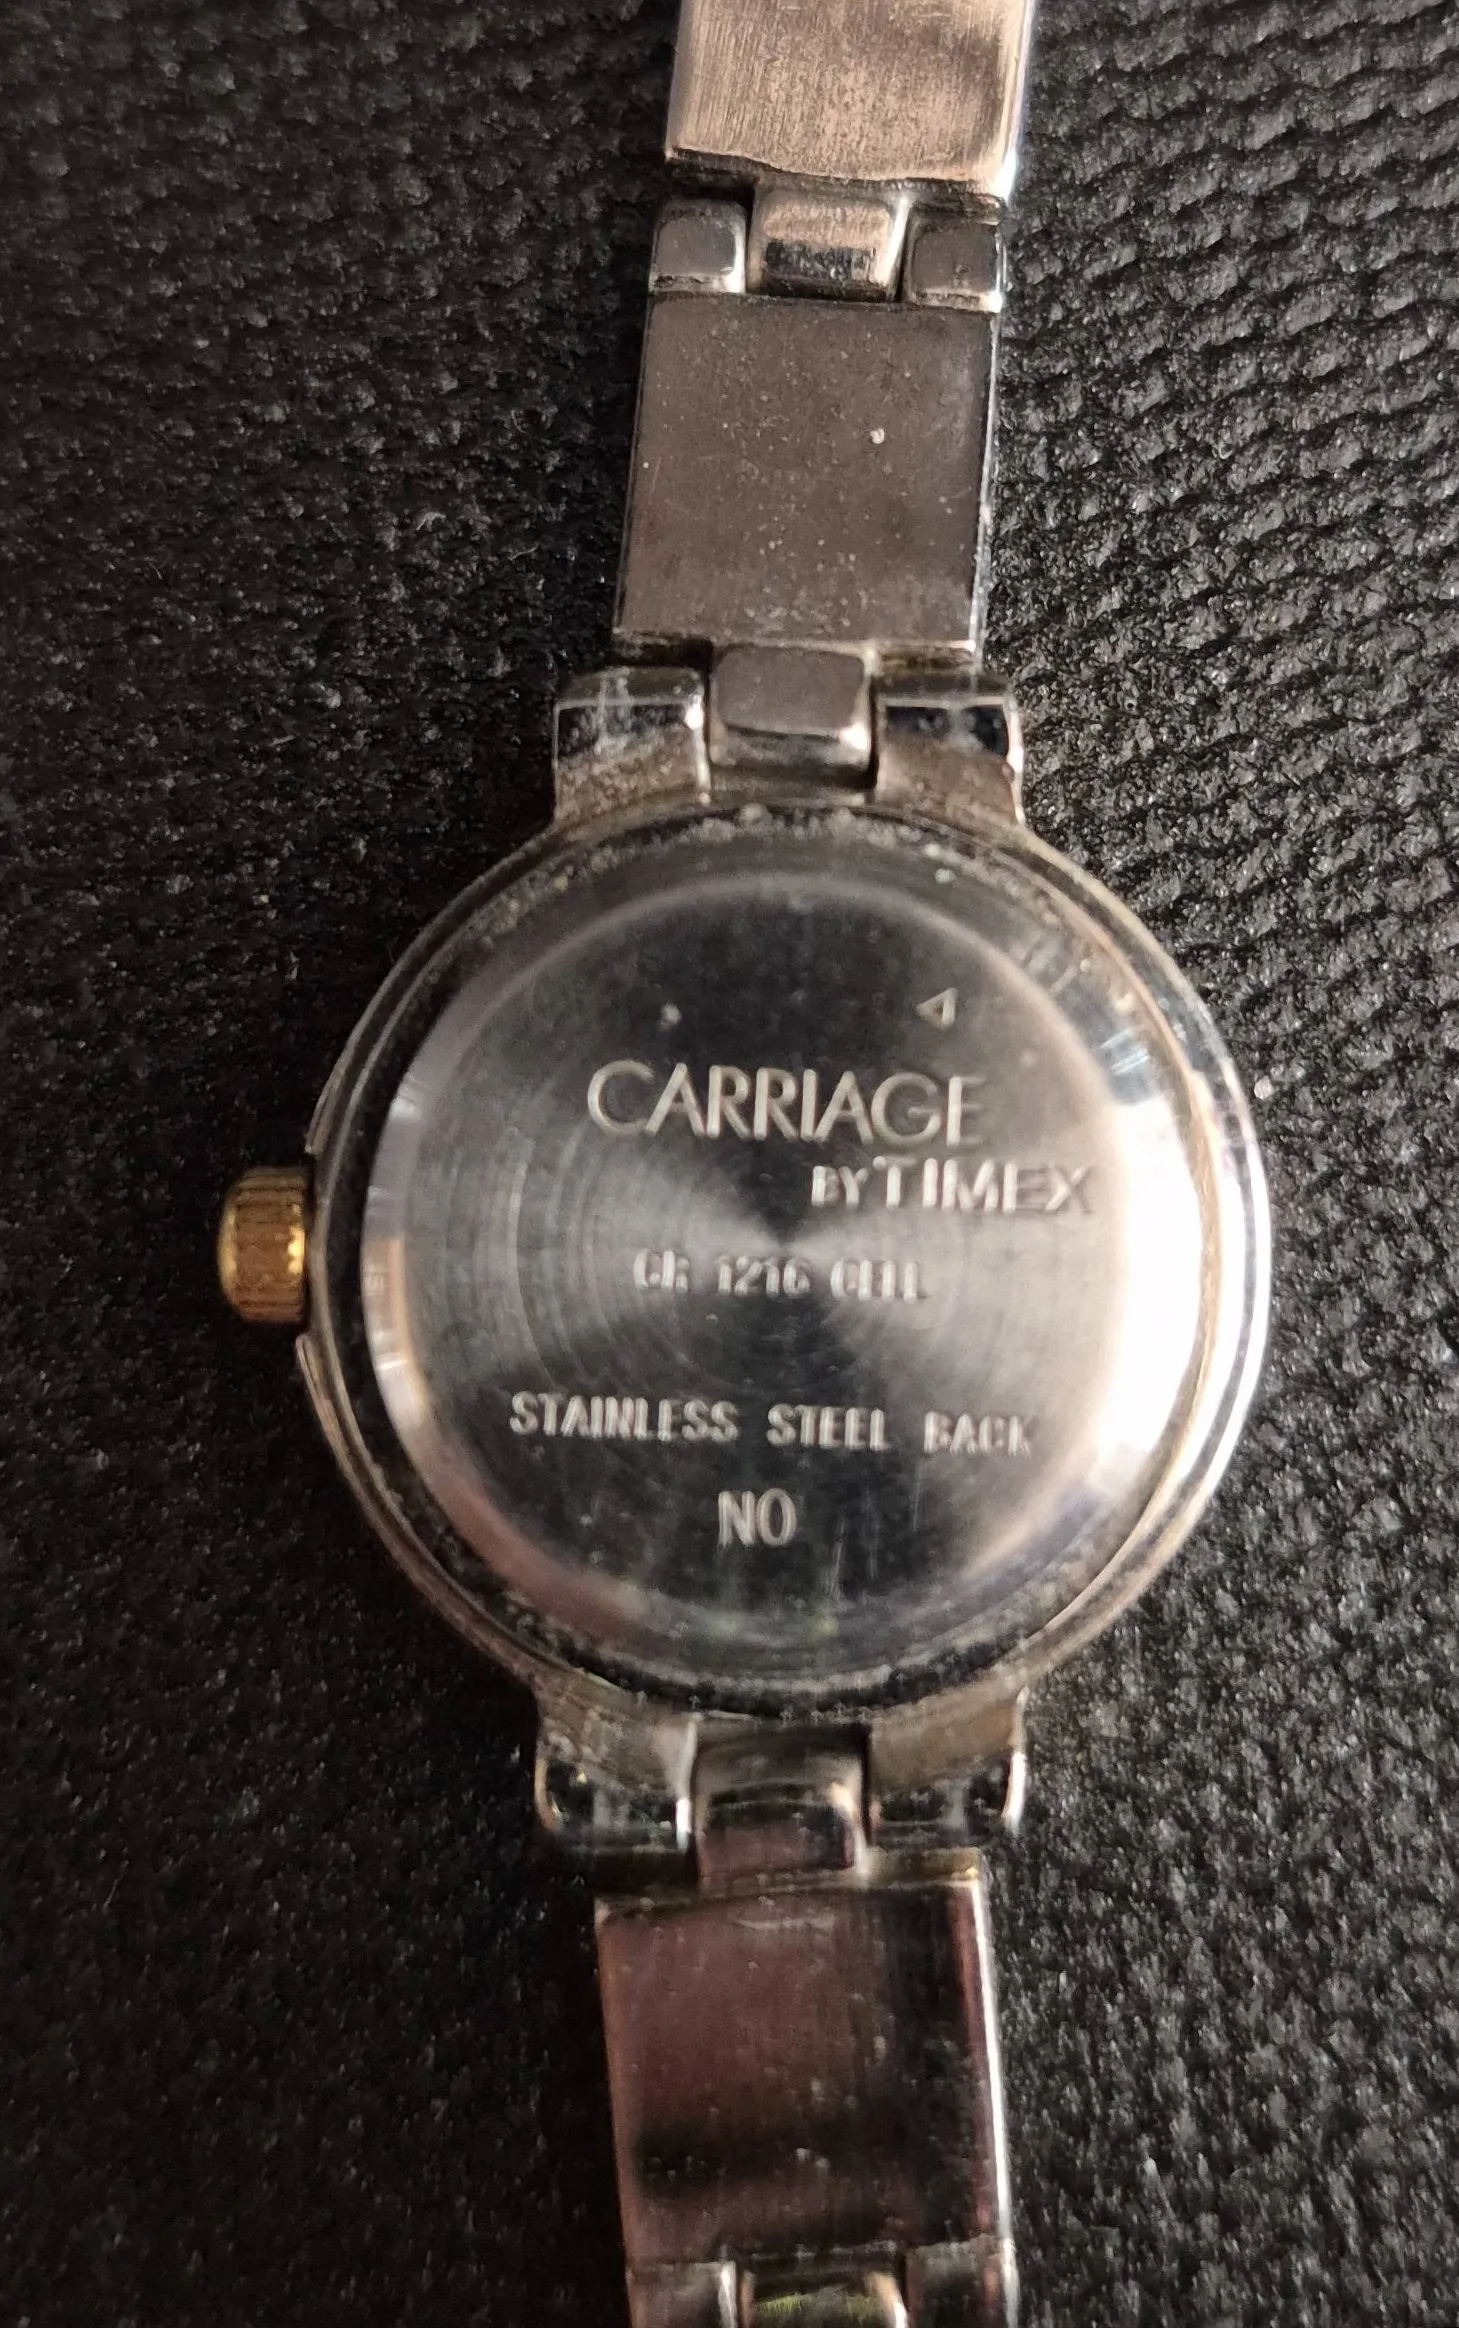 CARRIAGE
BY TIMEX
CR 1216 CELL
STAINLESS STEEL BACK
NO